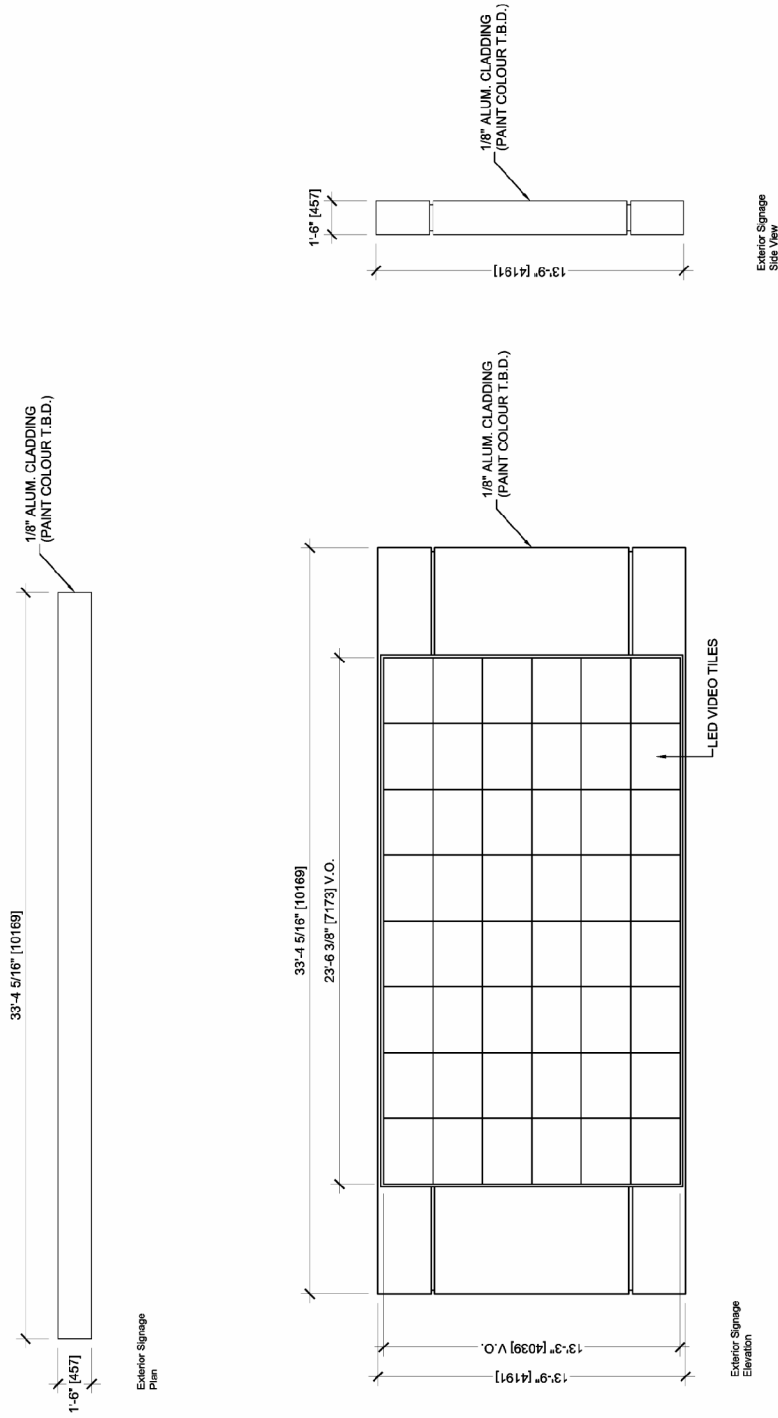 33'-4 5/16" [10169]
1/8" ALUM. CLADDING
(PAINT COLOUR T.B.D.)
1'-6" [457]
Exterior Signage
Plan
33'-4 5/16" [10169]
23'-6 3/8" [7173] V.O.
1/8" ALUM. CLADDING
(PAINT COLOUR T.B.D.)
LED VIDEO TILES
13'-3" [4039] V.O.
13'-9" [4191]
Exterior Signage
Elevation
1'-6" [457]
1/8" ALUM. CLADDING
(PAINT COLOUR T.B.D.)
13'-9" [4191]
Exterior Signage
Side View